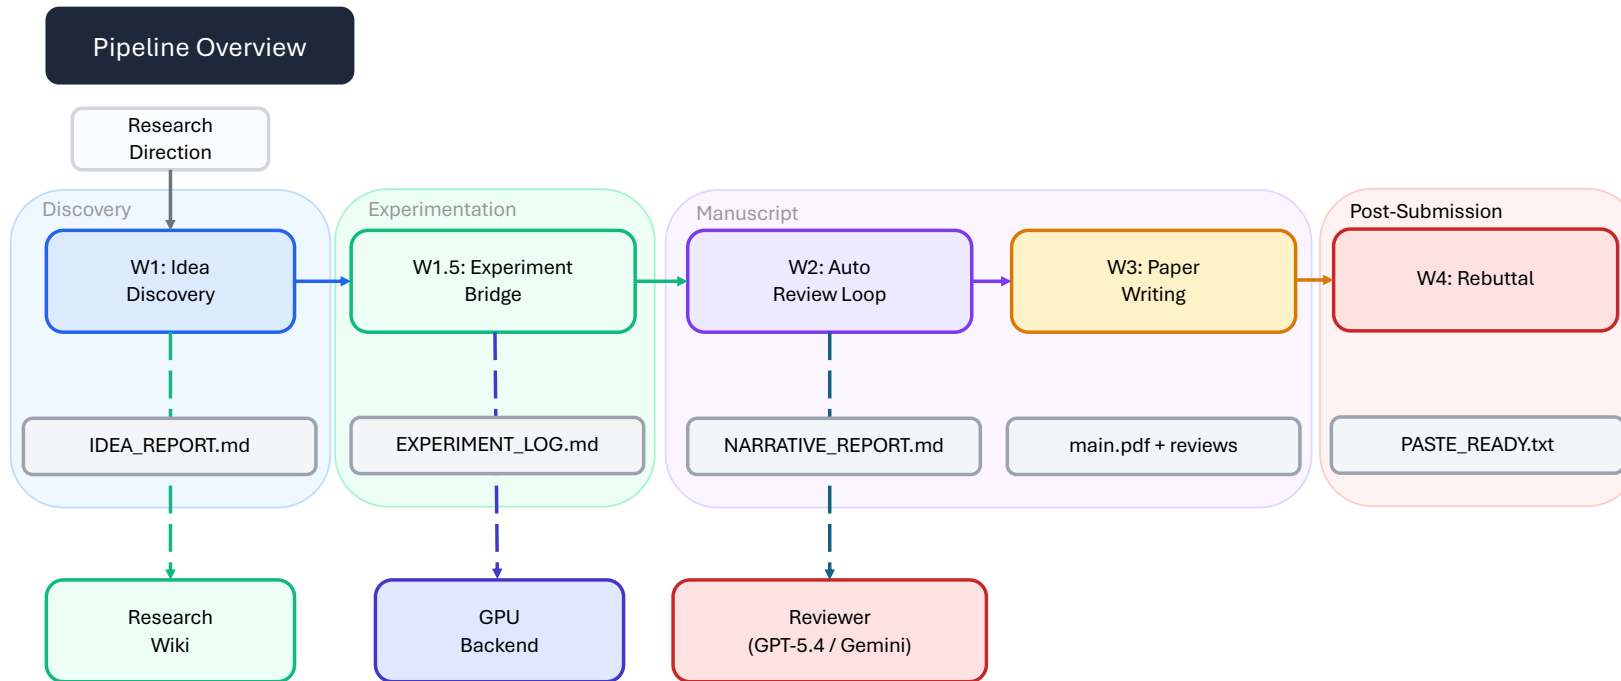 Pipeline Overview
Research
Direction
Discovery
Experimentation
Manuscript
Post-Submission
W1: Idea
Discovery
W1.5: Experiment
Bridge
W2: Auto
Review Loop
W3: Paper
Writing
W4: Rebuttal
IDEA_REPORT.md
EXPERIMENT_LOG.md
NARRATIVE_REPORT.md
main.pdf + reviews
PASTE_READY.txt
Research
Wiki
GPU
Backend
Reviewer
(GPT-5.4 / Gemini)